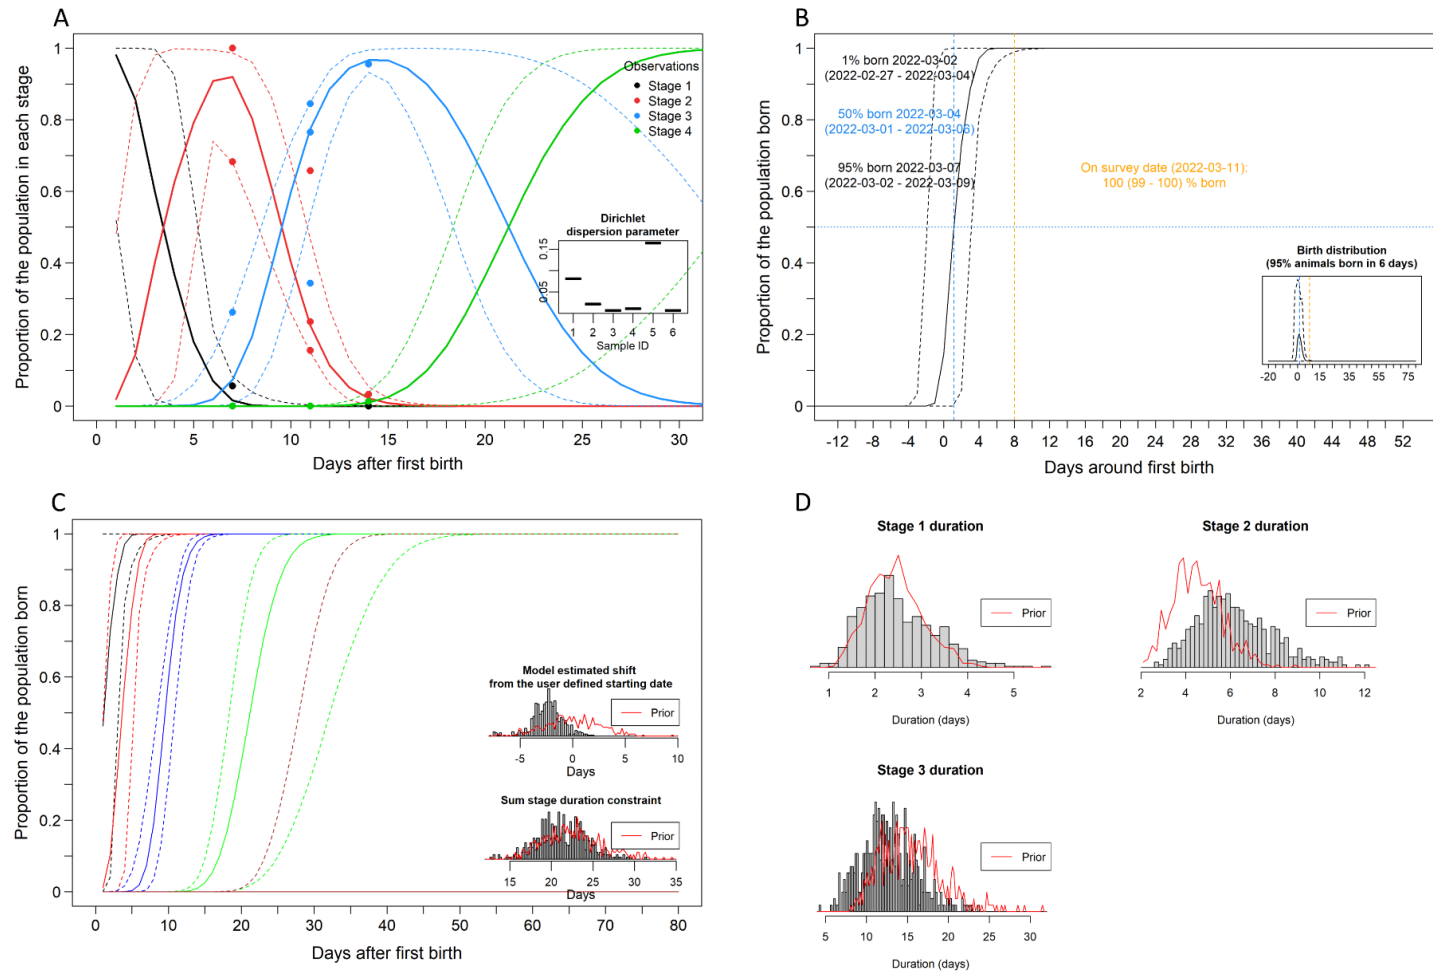 A
Proportion of the population in each stage
1
0.8
0.6
0.4
0.2
0
0 5 10 15 20 25 30
Days after first birth
Observations
Stage 1
Stage 2
Stage 3
Stage 4
Dirichlet
dispersion parameter
0.15
0.05
1 2 3 4 5 6
Sample ID
B
Proportion of the population born
1
0.8
0.6
0.4
0.2
0
-12 -8 -4 0 4 8 12 16 20 24 28 32 36 40 44 48 52
Days around first birth
1% born 2022-03-02
(2022-02-27 - 2022-03-04)
50% born 2022-03-04
(2022-03-01 - 2022-03-06)
95% born 2022-03-07
(2022-03-02 - 2022-03-09)
On survey date (2022-03-11):
100 (99 - 100) % born
Birth distribution
(95% animals born in 6 days)
-20 0 15 35 55 75
C
Proportion of the population born
1
0.8
0.6
0.4
0.2
0
0 10 20 30 40 50 60 70 80
Days after first birth
Model estimated shift
from the user defined starting date
Prior
-5 0 5 10
Days
Sum stage duration constraint
Prior
15 20 25 30 35
Days
D
Stage 1 duration
Prior
1 2 3 4 5
Duration (days)
Stage 2 duration
Prior
2 4 6 8 10 12
Duration (days)
Stage 3 duration
Prior
5 10 15 20 25 30
Duration (days)